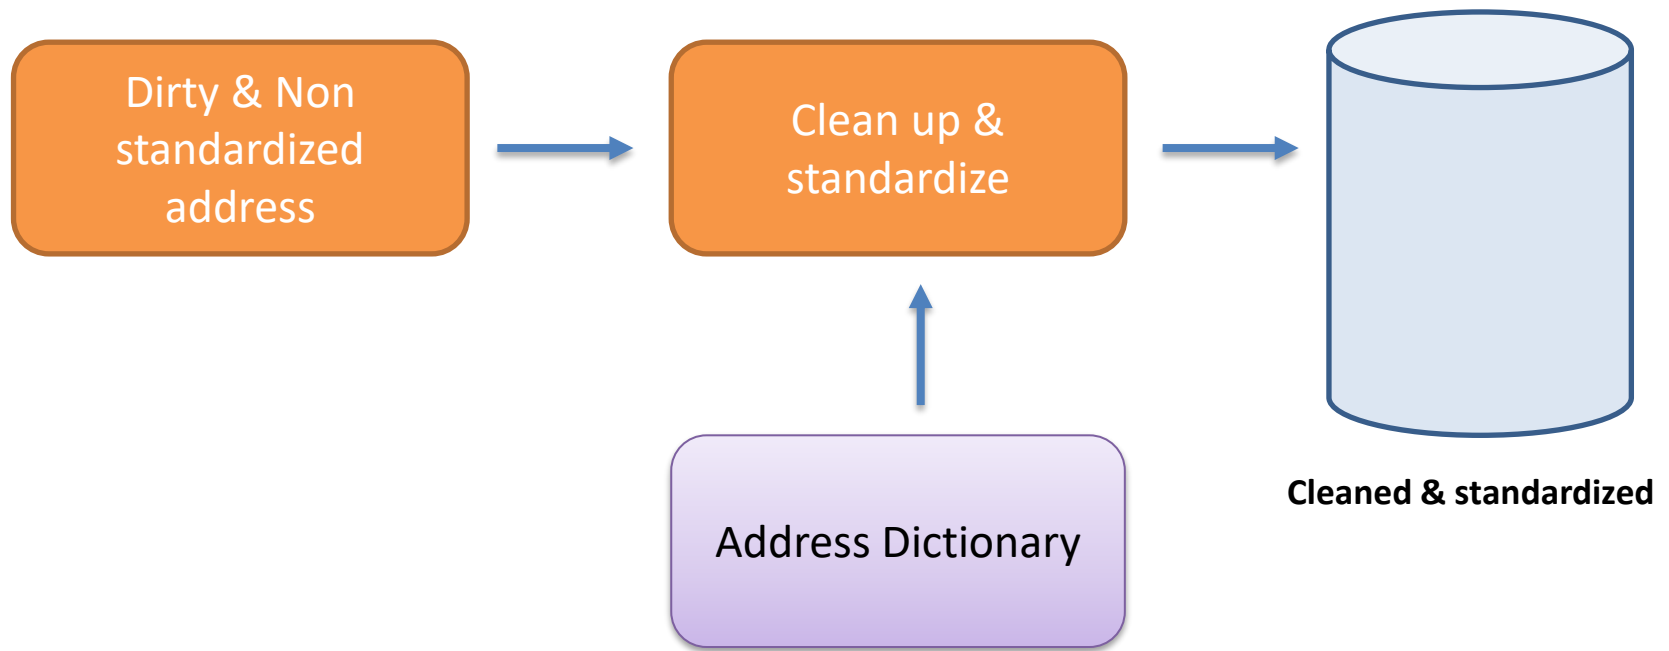 Dirty & Non
standardized
address
Clean up &
standardize
Cleaned & standardized
Address Dictionary